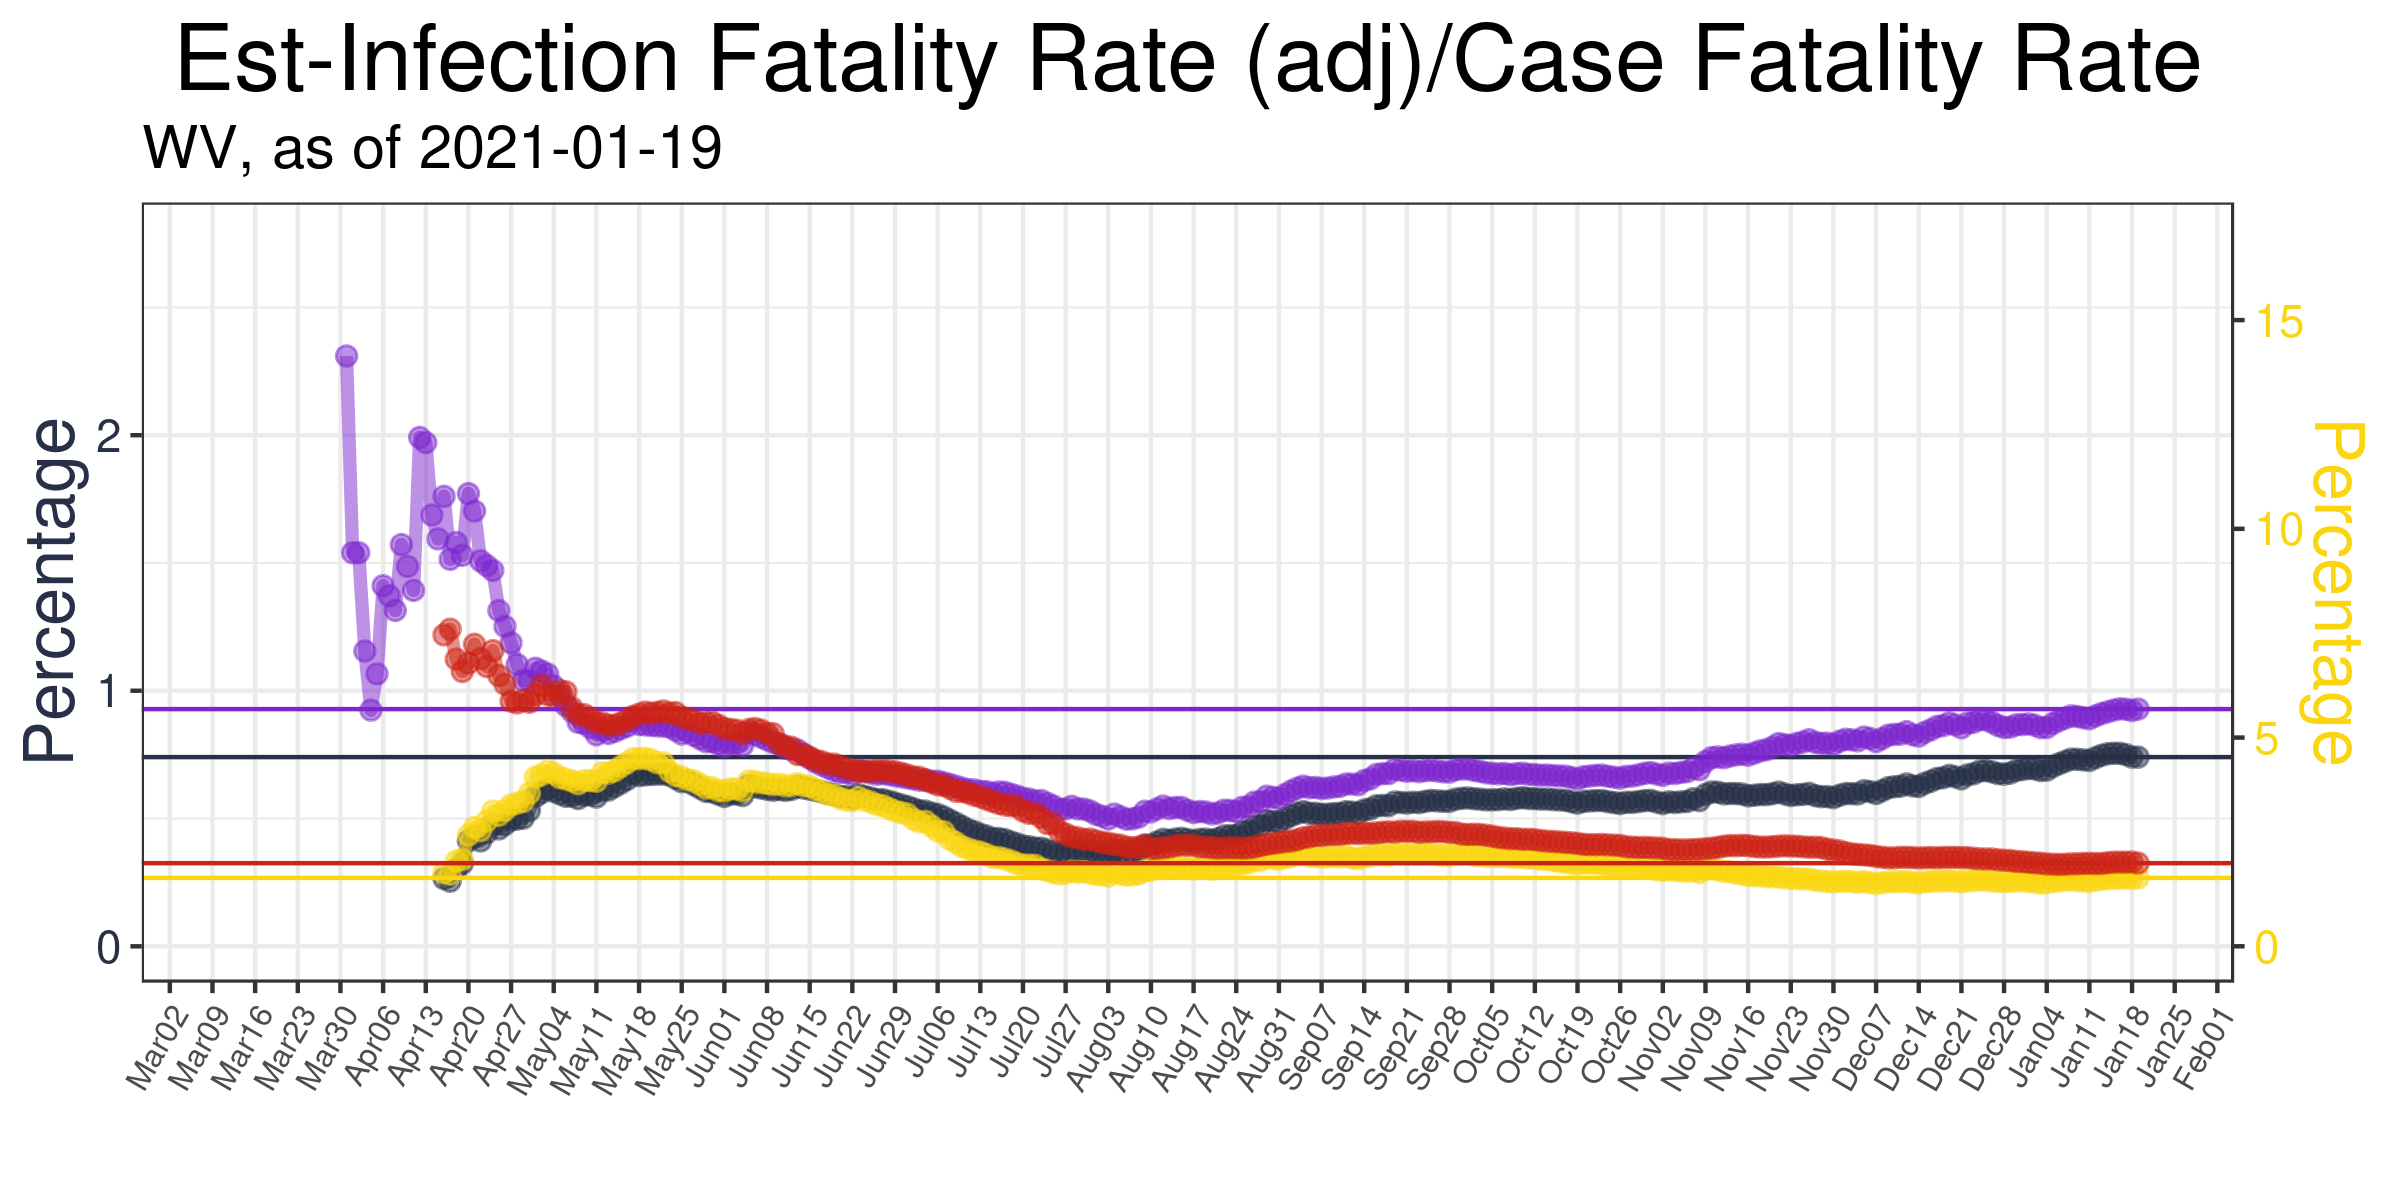 Est-Infection Fatality Rate (adj)/Case Fatality Rate
WV, as of 2021-01-19
Percentage
2
1
0
15
10
5
0
Percentage
Mar02
Mar09
Mar16
Mar23
Mar30
Apr06
Apr13
Apr20
Apr27
May04
May11
May18
May25
Jun01
Jun08
Jun15
Jun22
Jun29
Jul06
Jul13
Jul20
Jul27
Aug03
Aug10
Aug17
Aug24
Aug31
Sep07
Sep14
Sep21
Sep28
Oct05
Oct12
Oct19
Oct26
Nov02
Nov09
Nov16
Nov23
Nov30
Dec07
Dec14
Dec21
Dec28
Jan04
Jan11
Jan18
Jan25
Feb01